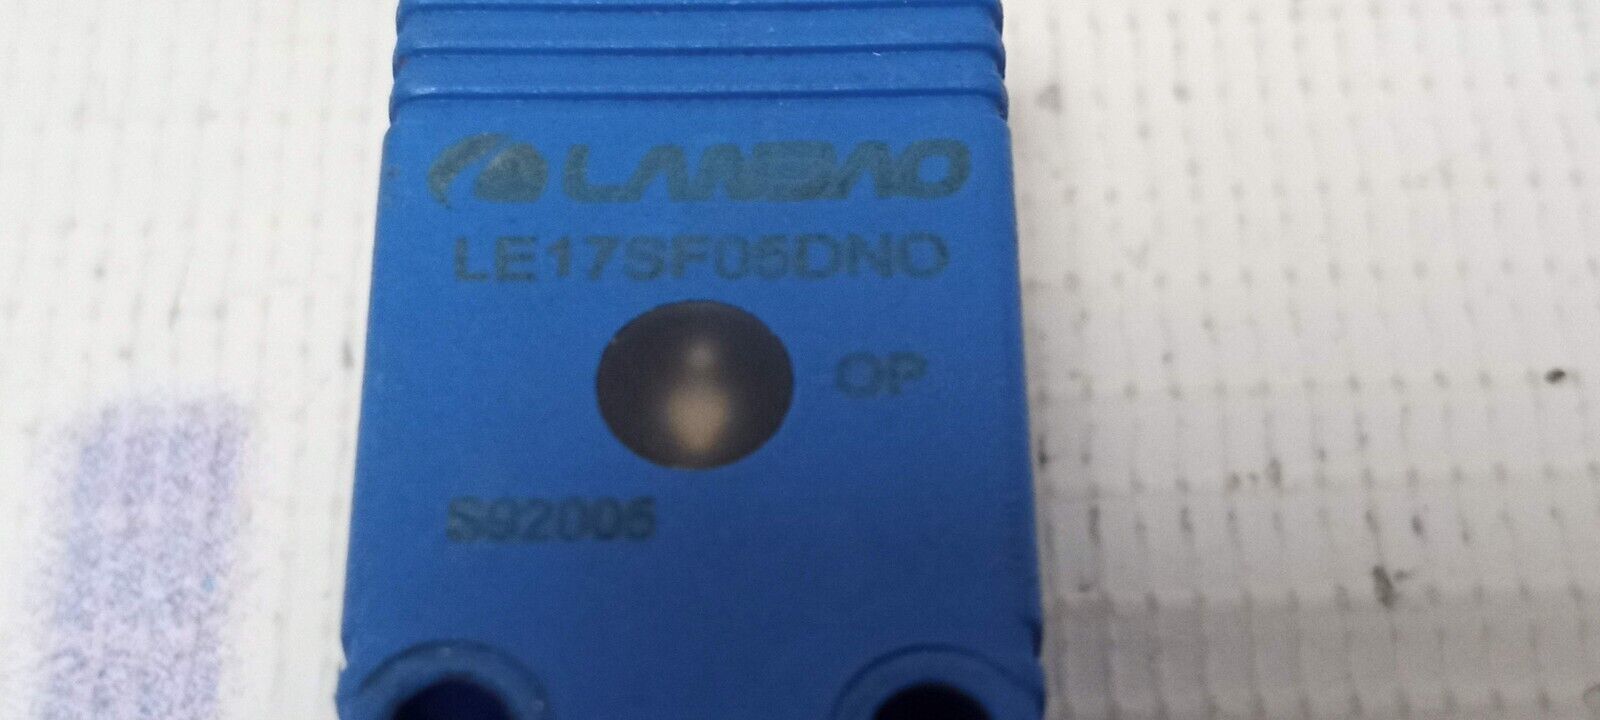 LANBAO
LE17SF05DNO
OP
S92005